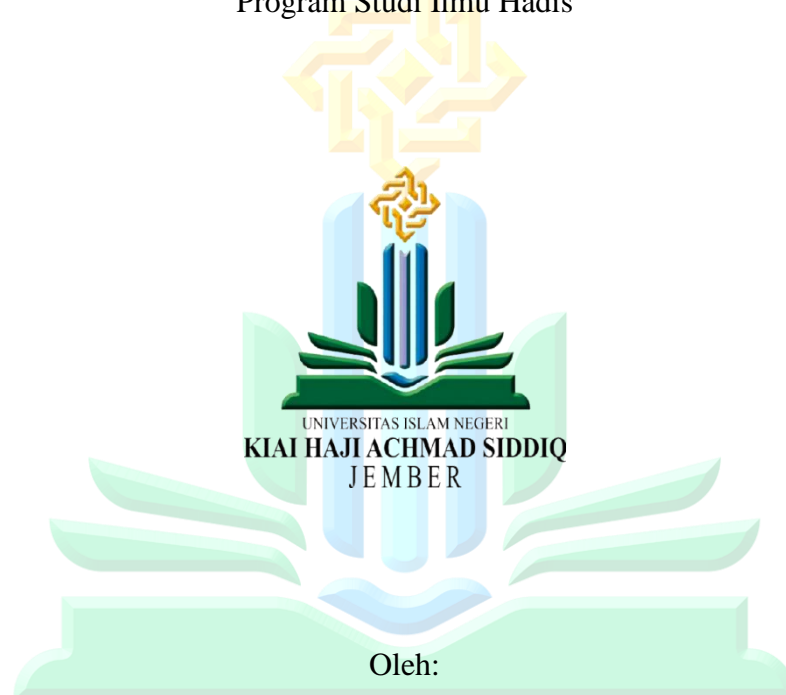 Program Studi Ilmu Hadis
UNIVERSITAS ISLAM NEGERI
KIAI HAJI ACHMAD SIDDIQ
JEMBER
Oleh: